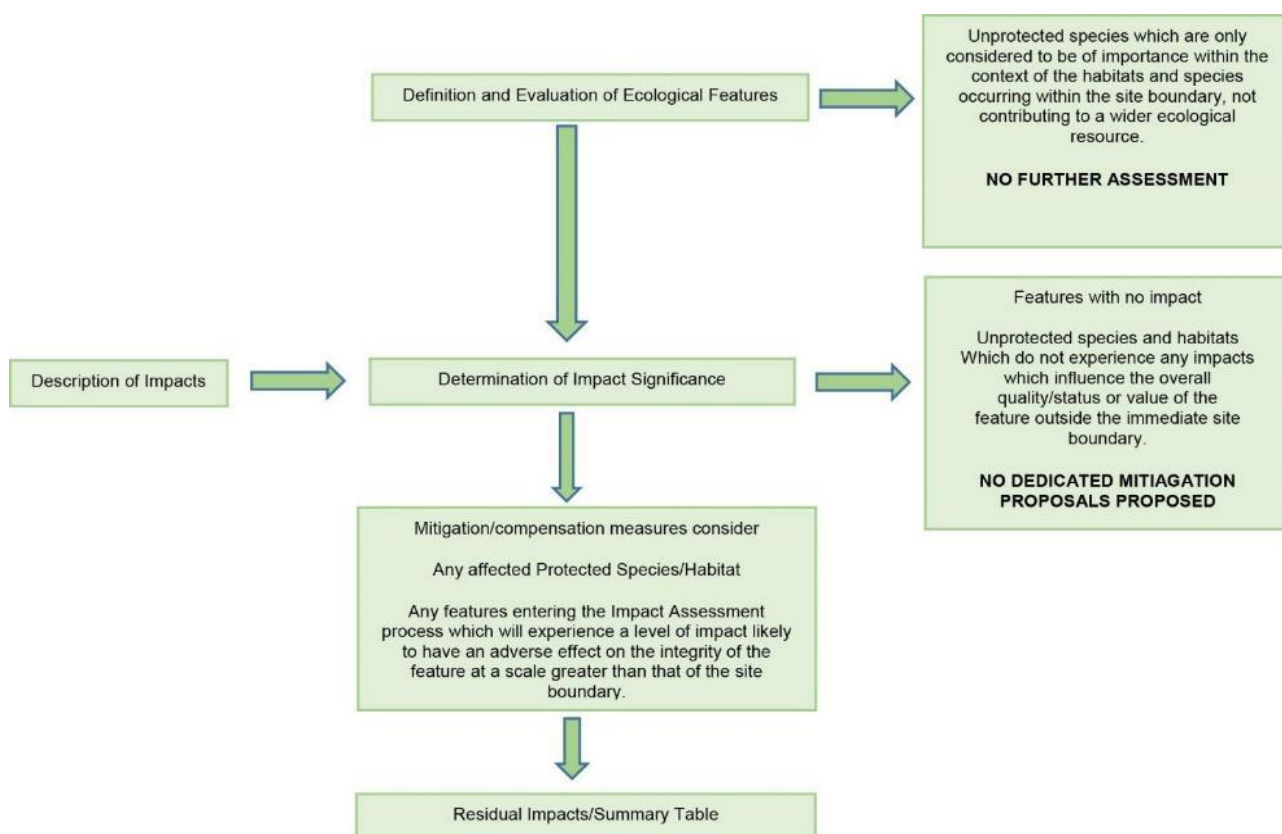 Definition and Evaluation of Ecological Features
Unprotected species which are only
considered to be of importance within the
context of the habitats and species
occurring within the site boundary, not
contributing to a wider ecological
resource.
NO FURTHER ASSESSMENT
Description of Impacts
Determination of Impact Significance
Features with no impact
Unprotected species and habitats
Which do not experience any impacts
which influence the overall
quality/status or value of the
feature outside the immediate site
boundary.
NO DEDICATED MITIAGATION
PROPOSALS PROPOSED
Mitigation/compensation measures consider
Any affected Protected Species/Habitat
Any features entering the Impact Assessment
process which will experience a level of impact likely
to have an adverse effect on the integrity of the
feature at a scale greater than that of the site
boundary.
Residual Impacts/Summary Table